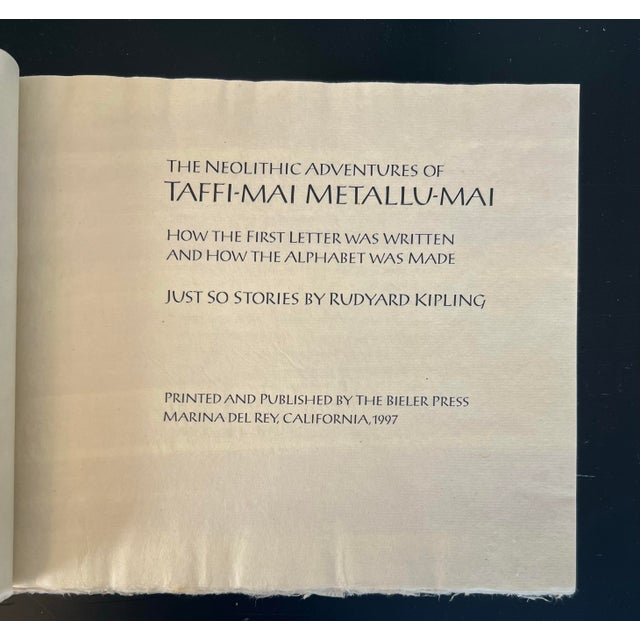 THE NEOLITHIC ADVENTURES OF
TAFFI-MAI METALLU-MAI
HOW THE FIRST LETTER WAS WRITTEN
AND HOW THE ALPHABET WAS MADE
JUST SO STORIES BY RUDYARD KIPLING
PRINTED AND PUBLISHED BY THE BIELER PRESS
MARINA DEL REY, CALIFORNIA, 1997